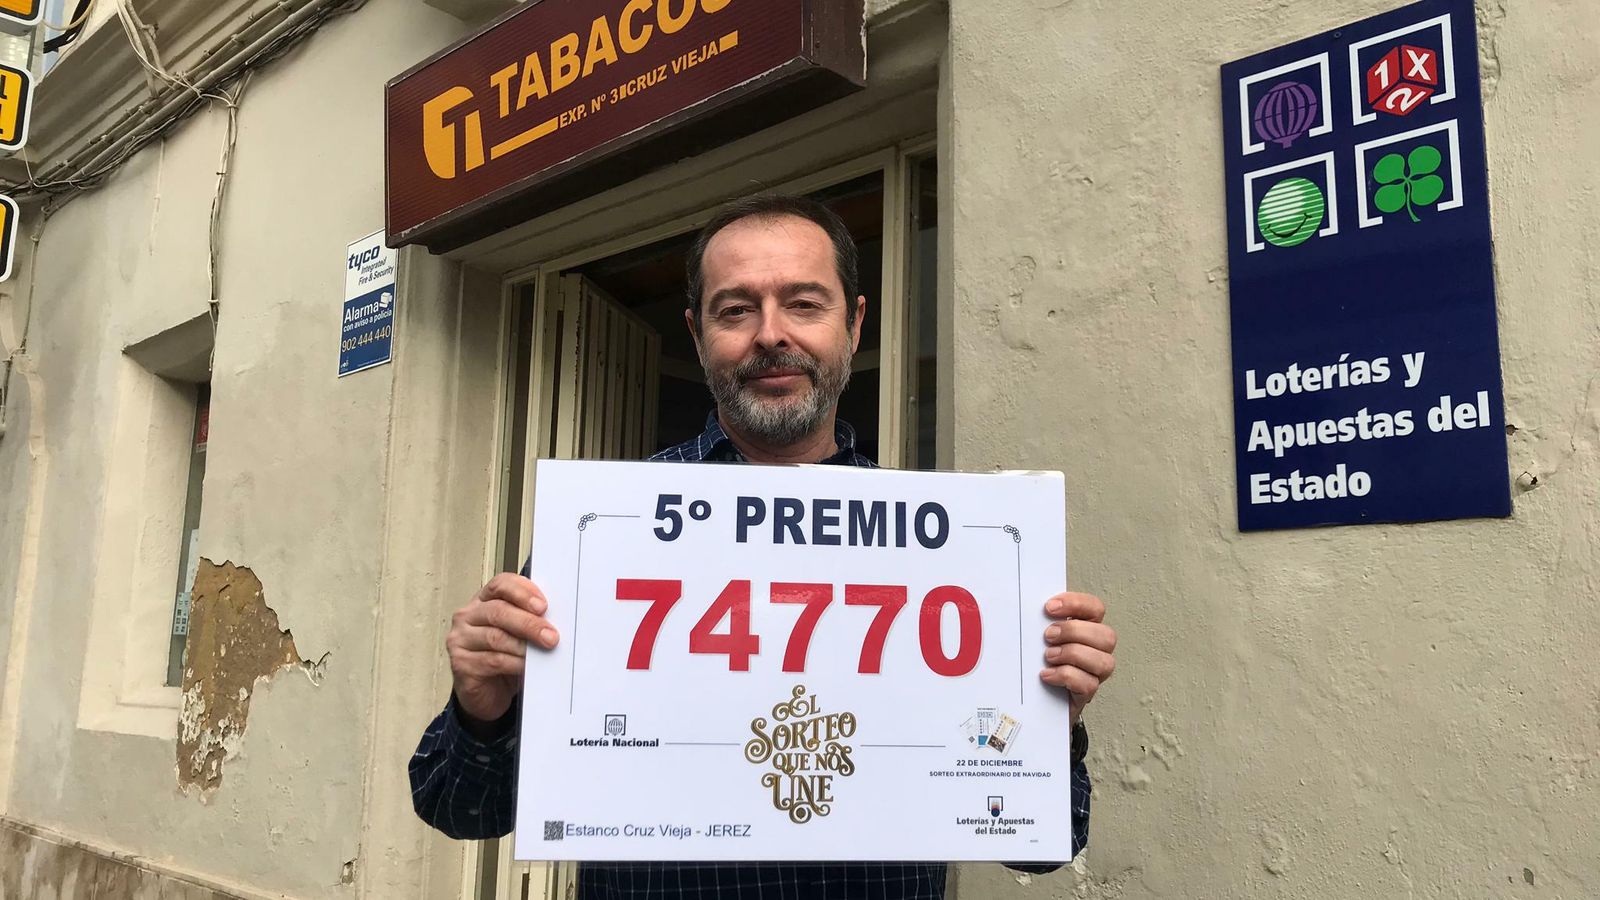 TABACOS
EXP. Nº 3 CRUZ VIEJA
tyco
Integrated
Fire & Security
Alarma
con aviso a policía
902 444 440
1 X 2
Loterías y
Apuestas del
Estado
5º PREMIO
74770
EL
SORTEO
QUE NOS
UNE
Lotería Nacional
22 DE DICIEMBRE
SORTEO EXTRAORDINARIO DE NAVIDAD
Loterías y Apuestas
del Estado
Estanco Cruz Vieja - JEREZ